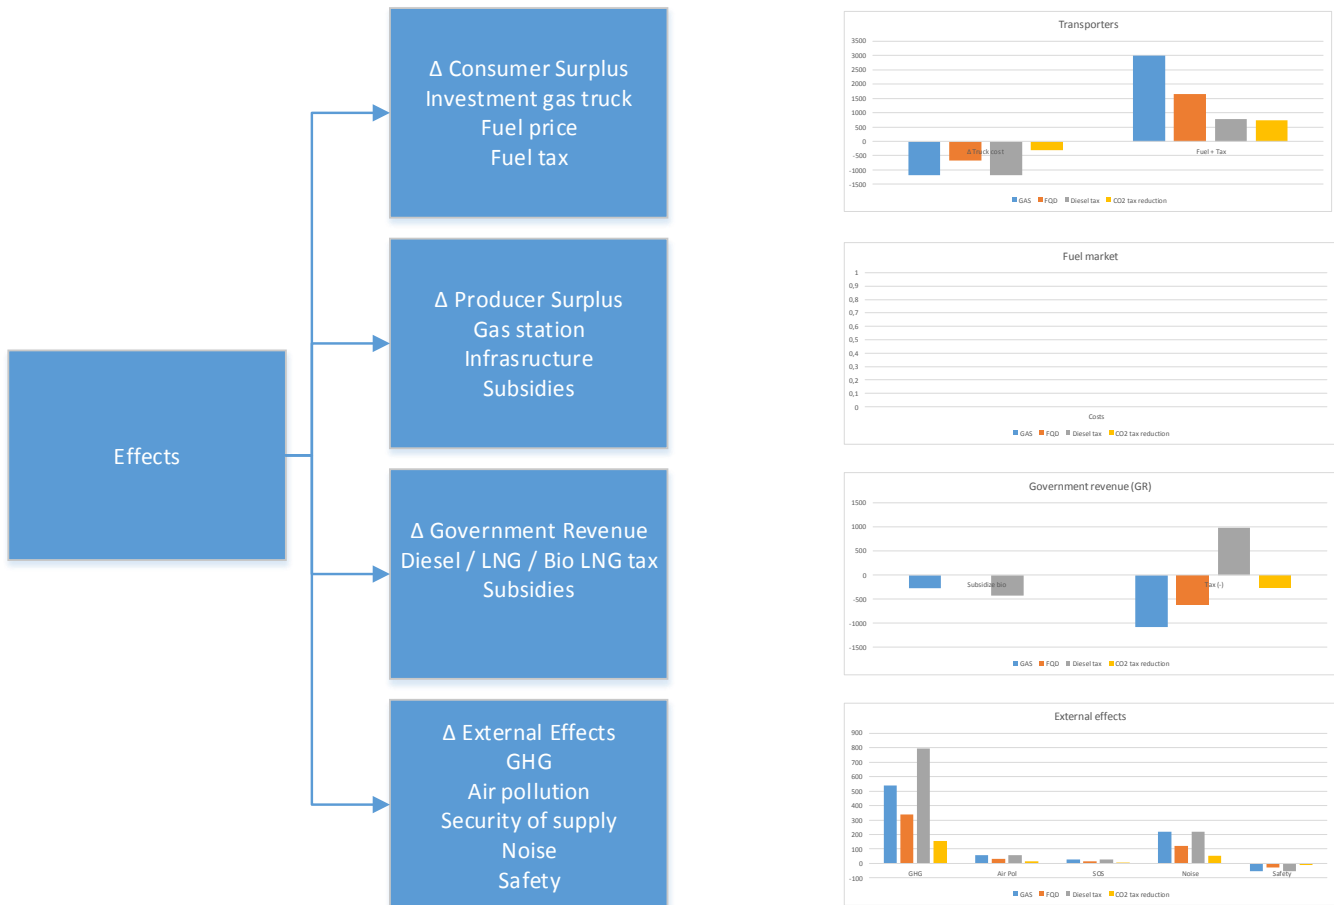 Effects
Δ Consumer Surplus
Investment gas truck
Fuel price
Fuel tax
Δ Producer Surplus
Gas station
Infrasructure
Subsidies
Δ Government Revenue
Diesel / LNG / Bio LNG tax
Subsidies
Δ External Effects
GHG
Air pollution
Security of supply
Noise
Safety
Transporters
3500
3000
2500
2000
1500
1000
500
0
-500
-1000
-1500
Δ Truck cost Fuel + Tax
GAS FQD Diesel tax CO2 tax reduction
Fuel market
1
0,9
0,8
0,7
0,6
0,5
0,4
0,3
0,2
0,1
0
Costs
GAS FQD Diesel tax CO2 tax reduction
Government revenue (GR)
1500
1000
500
0
-500
-1000
-1500
Subsidize bio Tax (-)
GAS FQD Diesel tax CO2 tax reduction
External effects
900
800
700
600
500
400
300
200
100
0
-100
GHG Air Pol SOS Noise Safety
GAS FQD Diesel tax CO2 tax reduction